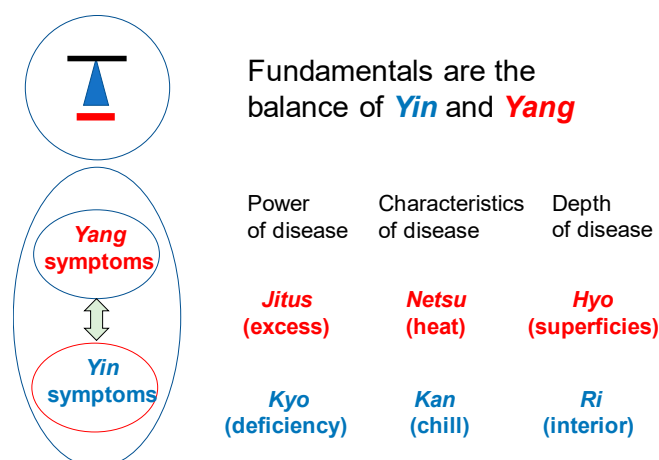 Fundamentals are the
balance of Yin and Yang
Power
of disease
Characteristics
of disease
Depth
of disease
Yang
symptoms
Jitus
(excess)
Netsu
(heat)
Hyo
(superficies)
Yin
symptoms
Kyo
(deficiency)
Kan
(chill)
Ri
(interior)